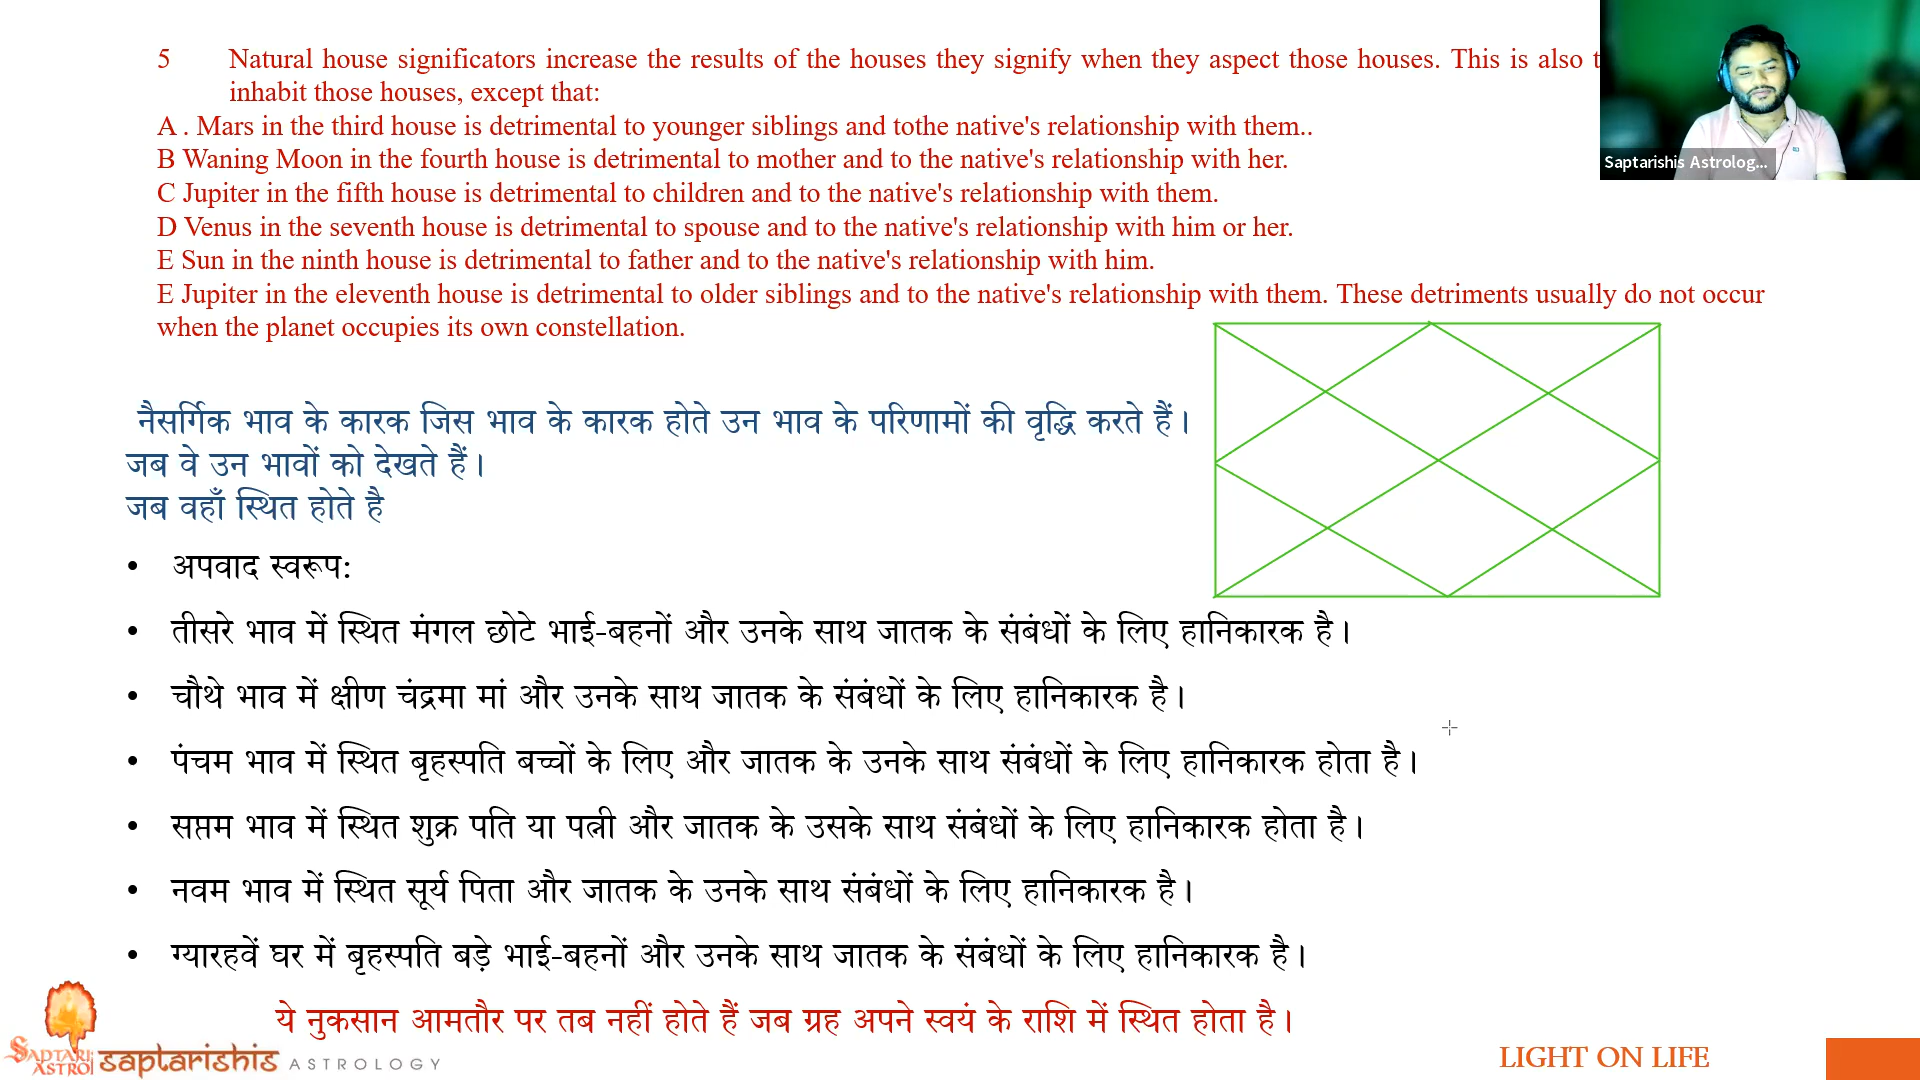 5 Natural house significators increase the results of the houses they signify when they aspect those houses. This is also
inhabit those houses, except that:
A . Mars in the third house is detrimental to younger siblings and tothe native's relationship with them..
B Waning Moon in the fourth house is detrimental to mother and to the native's relationship with her.
C Jupiter in the fifth house is detrimental to children and to the native's relationship with them.
D Venus in the seventh house is detrimental to spouse and to the native's relationship with him or her.
E Sun in the ninth house is detrimental to father and to the native's relationship with him.
E Jupiter in the eleventh house is detrimental to older siblings and to the native's relationship with them. These detriments usually do not occur
when the planet occupies its own constellation.
Saptarishis Astrolog...
नैसर्गिक भाव के कारक जिस भाव के कारक होते उन भाव के परिणामों की वृद्धि करते हैं।
जब वे उन भावों को देखते हैं।
जब वहाँ स्थित होते है
• अपवाद स्वरूप:
• तीसरे भाव में स्थित मंगल छोटे भाई-बहनों और उनके साथ जातक के संबंधों के लिए हानिकारक है।
• चौथे भाव में क्षीण चंद्रमा मां और उनके साथ जातक के संबंधों के लिए हानिकारक है।
• पंचम भाव में स्थित बृहस्पति बच्चों के लिए और जातक के उनके साथ संबंधों के लिए हानिकारक होता है।
• सप्तम भाव में स्थित शुक्र पति या पत्नी और जातक के उसके साथ संबंधों के लिए हानिकारक होता है।
• नवम भाव में स्थित सूर्य पिता और जातक के उनके साथ संबंधों के लिए हानिकारक है।
• ग्यारहवें घर में बृहस्पति बड़े भाई-बहनों और उनके साथ जातक के संबंधों के लिए हानिकारक है।
ये नुकसान आमतौर पर तब नहीं होते हैं जब ग्रह अपने स्वयं के राशि में स्थित होता है।
saptarishis ASTROLOGY
LIGHT ON LIFE